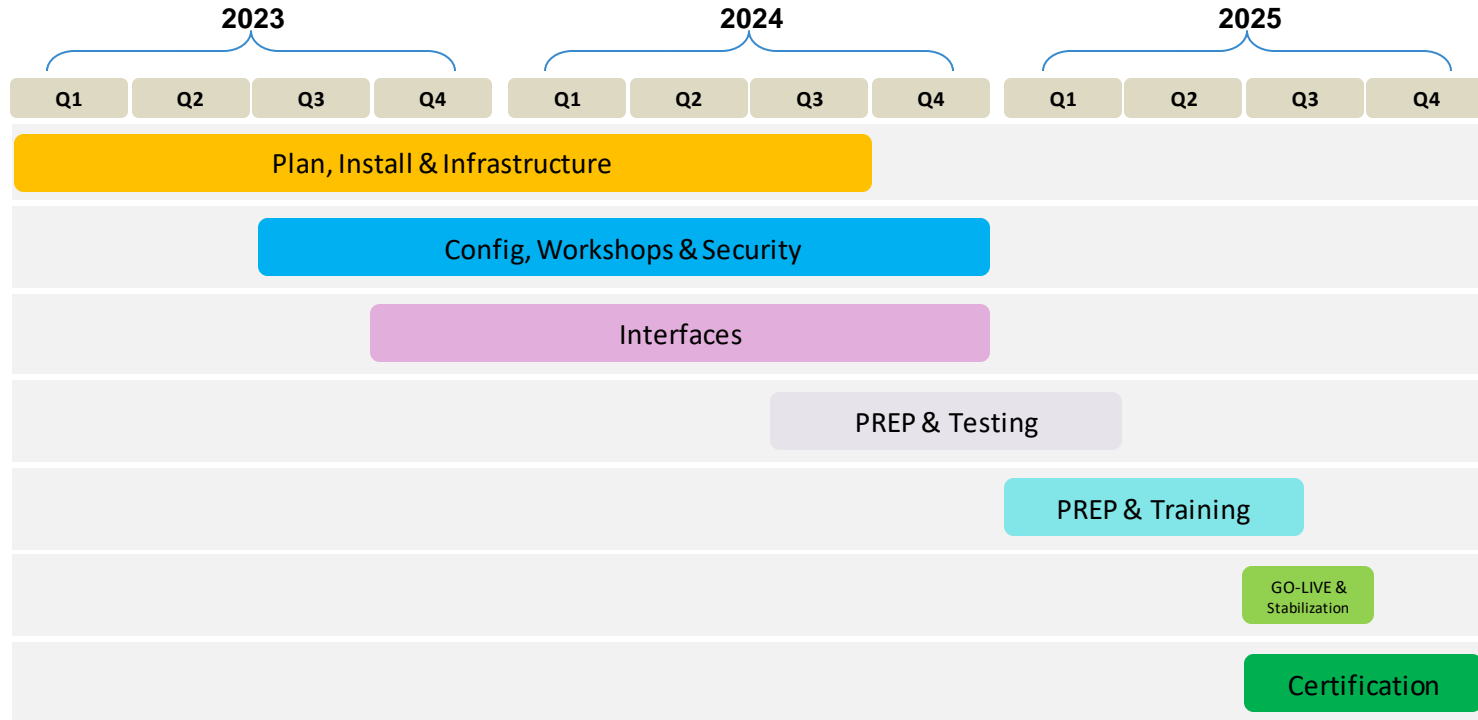 2023 2024 2025
Q1 Q2 Q3 Q4 Q1 Q2 Q3 Q4 Q1 Q2 Q3 Q4
Plan, Install & Infrastructure
Config, Workshops & Security
Interfaces
PREP & Testing
PREP & Training
GO-LIVE &
Stabilization
Certification